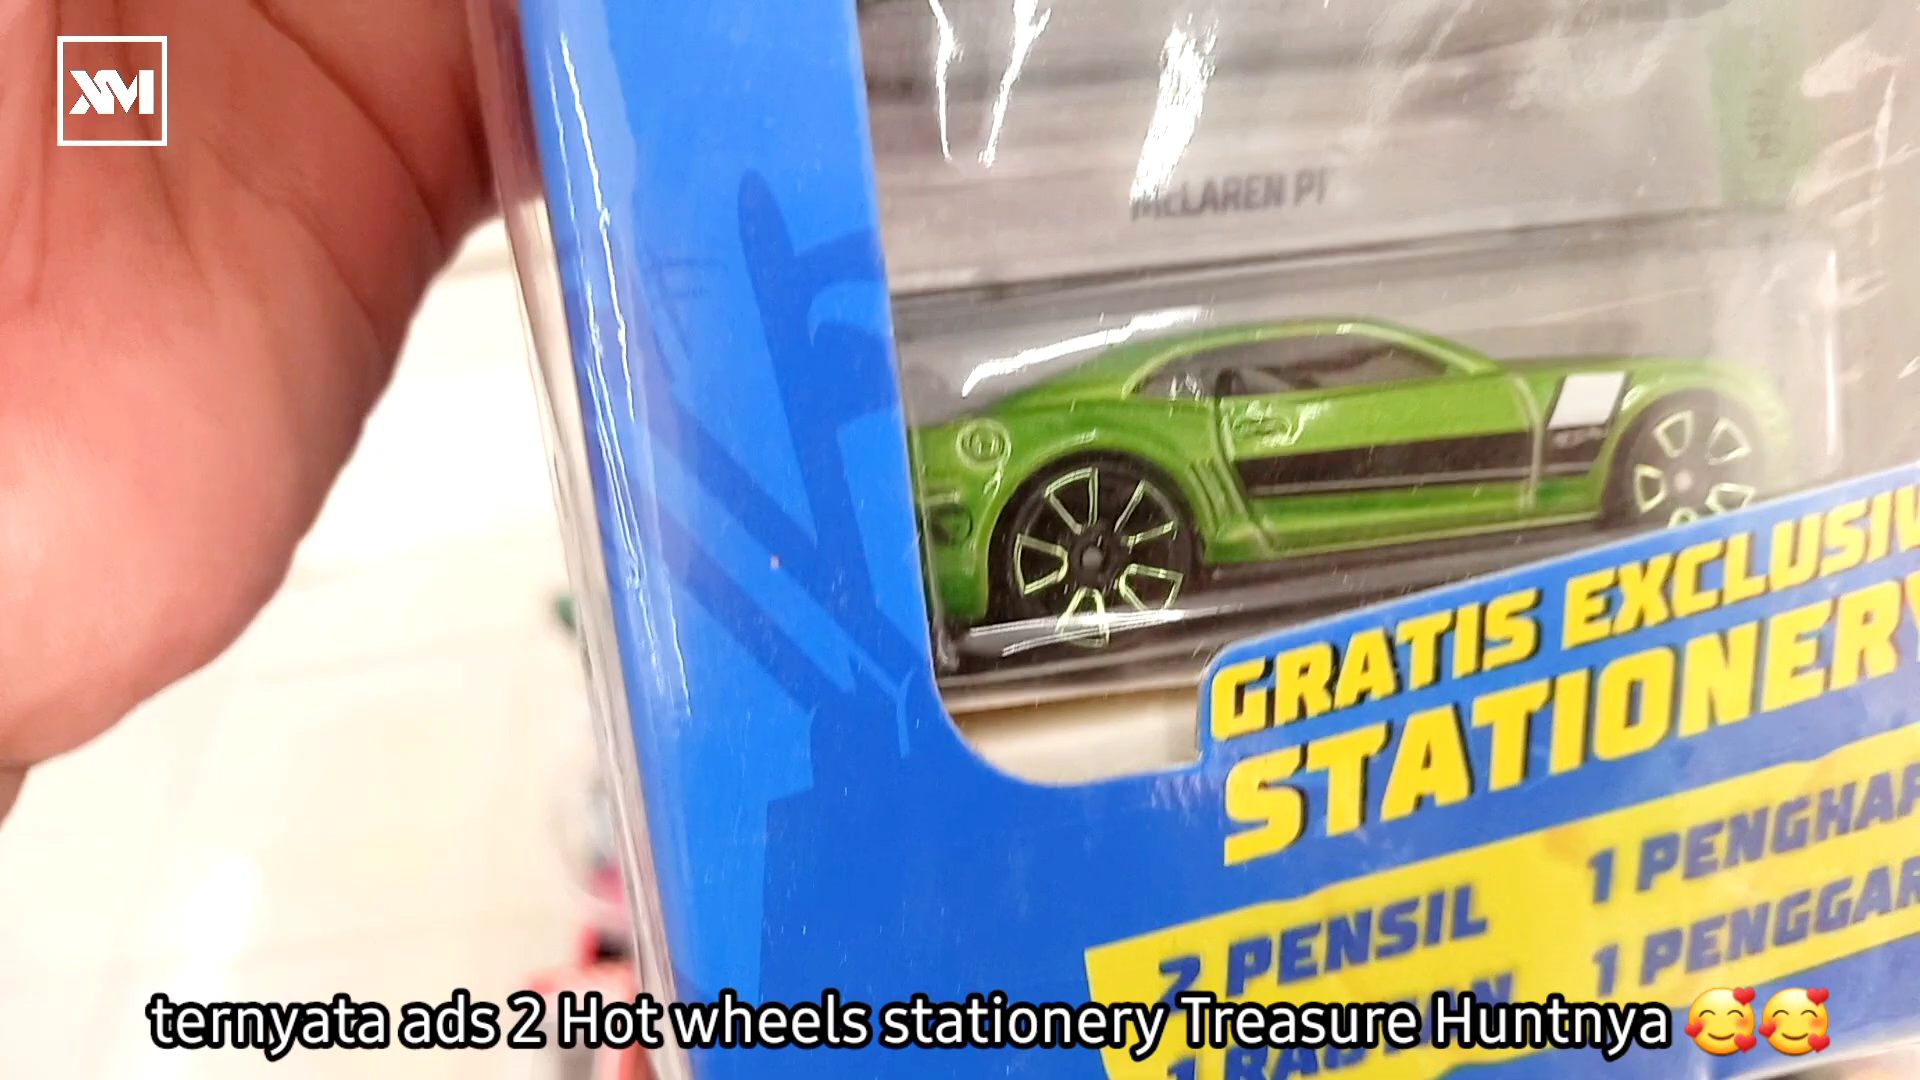 XM
McLAREN P1
GRATIS EXCLUSIV
STATIONERY
2 PENSIL
1 PENGHAP
1 PENGGAR
ternyata ads 2 Hot wheels stationery Treasure Huntnya 🥰🥰